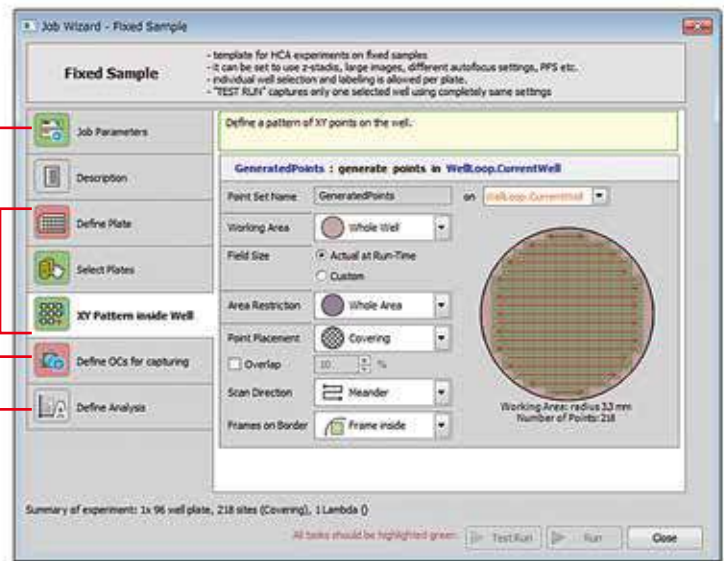 Job Wizard - Fixed Sample
Fixed Sample
- template for HCA experiments on fixed samples
- it can be set to use z-stacks, large images, different autofocus settings, PFS etc.
- individual well selection and labeling is allowed per plate.
- "TEST RUN" captures only one selected well using completely same settings
Job Parameters
Description
Define Plate
Select Plates
XY Pattern inside Well
Define OCs for capturing
Define Analysis
Define a pattern of XY points on the well.
GeneratedPoints : generate points in WellLoop.CurrentWell
Point Set Name GeneratedPoints on WellLoop.CurrentWell
Working Area Whole Well
Field Size Actual at Run-Time
Custom
Area Restriction Whole Area
Point Placement Covering
Overlap 10 %
Scan Direction Meander
Frames on Border Frame inside
Working Area: radius 3.3 mm
Number of Points: 218
Summary of experiment: 1x 96 well plate, 218 sites (Covering), 1 Lambda ()
All tasks should be highlighted green. Test Run Run Close